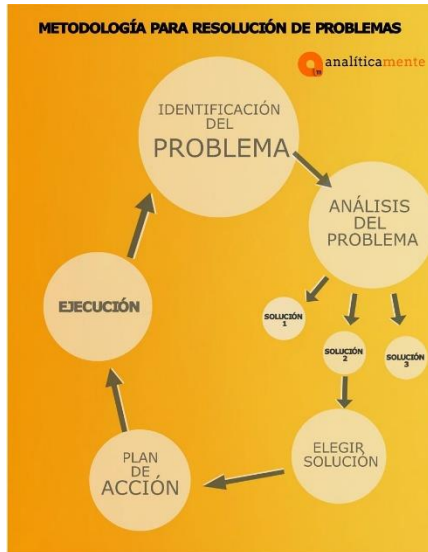 METODOLOGÍA PARA RESOLUCIÓN DE PROBLEMAS
analíticamente
IDENTIFICACIÓN
DEL
PROBLEMA
ANÁLISIS
DEL
PROBLEMA
EJECUCIÓN
SOLUCIÓN
1
SOLUCIÓN
2
SOLUCIÓN
3
ELEGIR
SOLUCIÓN
PLAN
DE
ACCIÓN